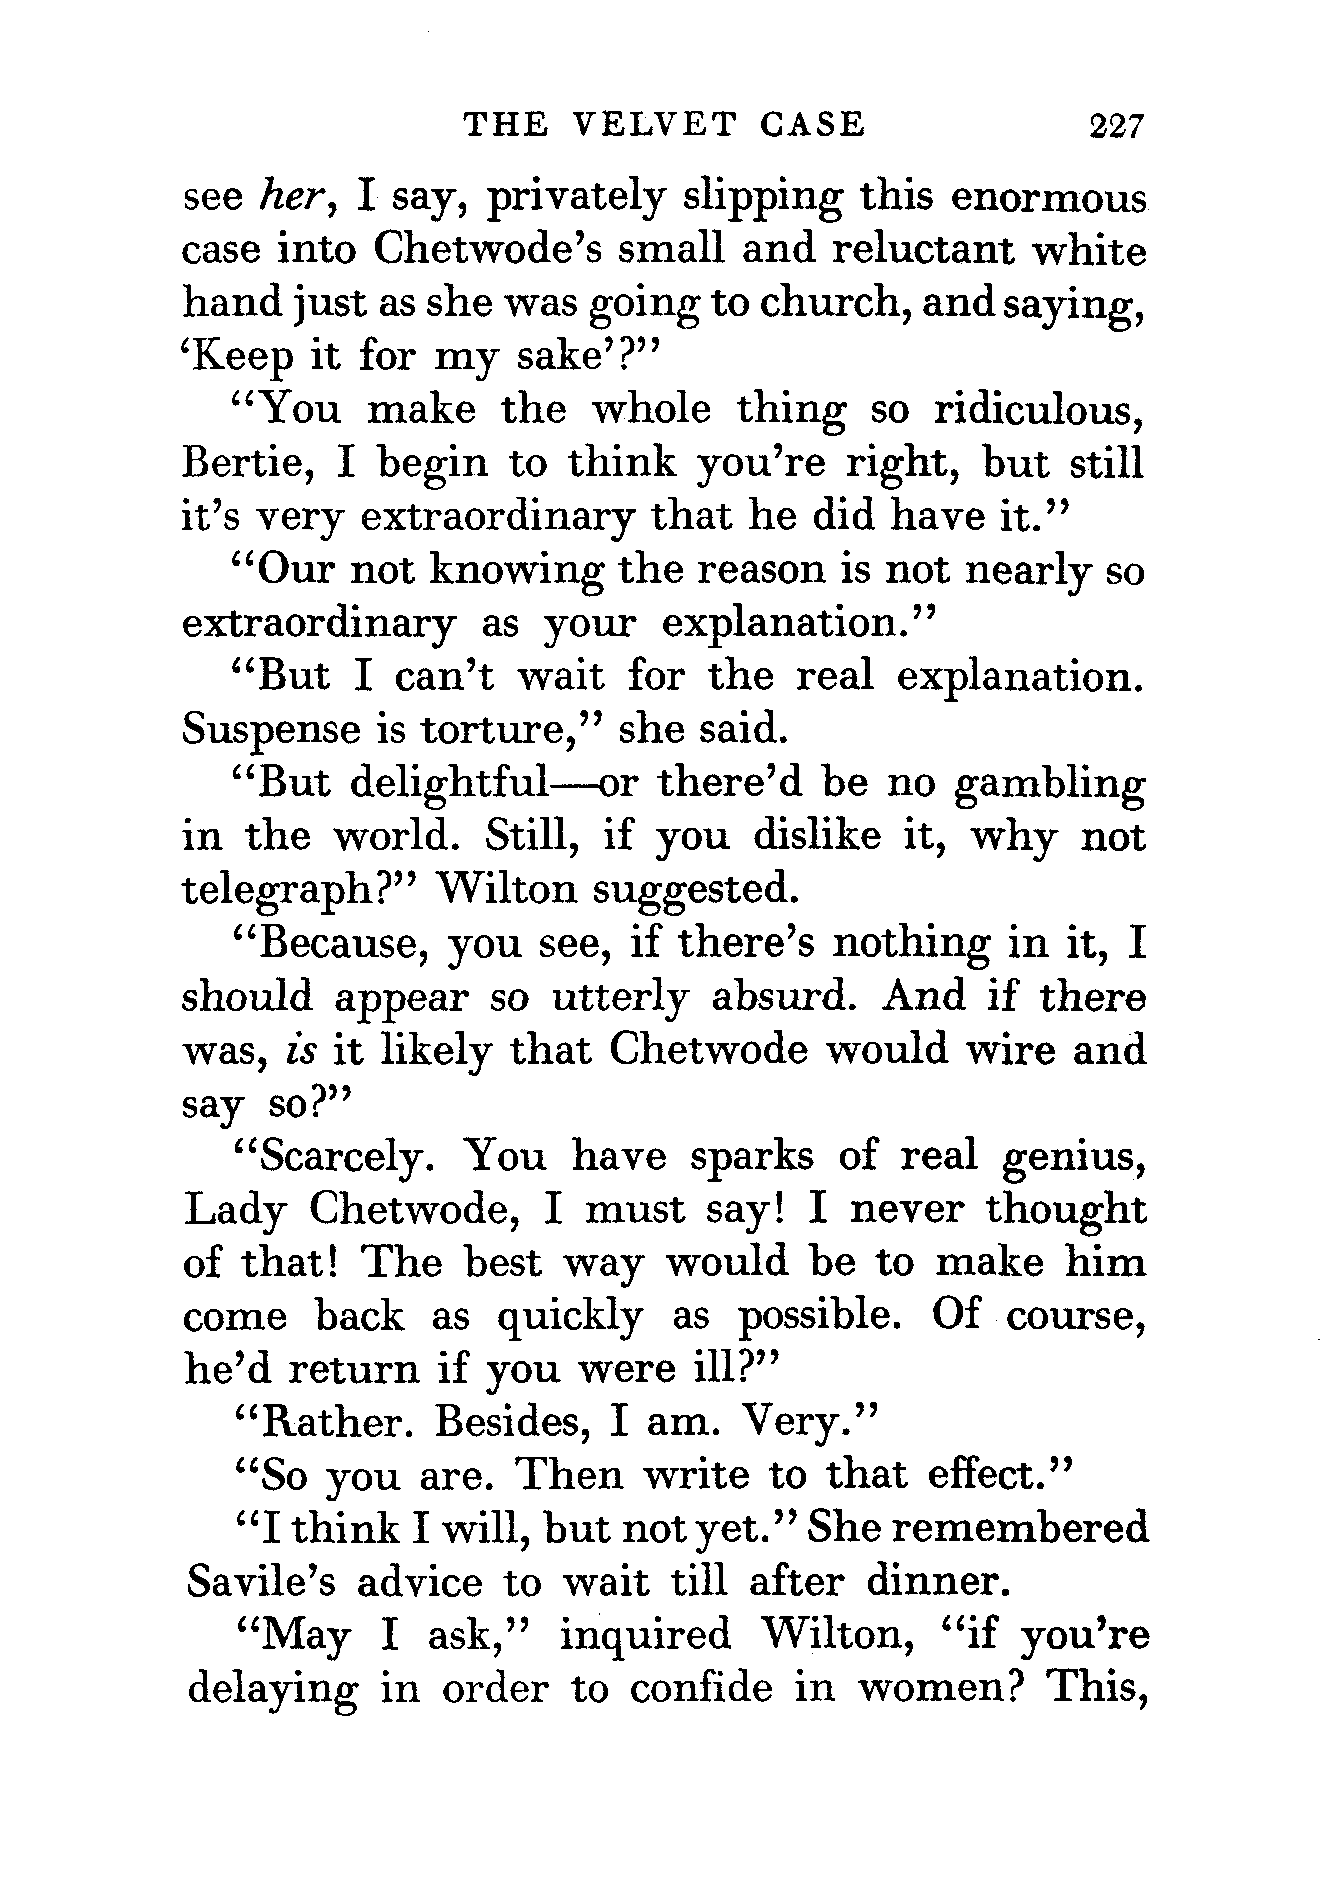 THE VELVET CASE 227
see her, I say, privately slipping this enormous
case into Chetwode’s small and reluctant white
hand just as she was going to church, and saying,
‘Keep it for my sake’?”
“You make the whole thing so ridiculous,
Bertie, I begin to think you’re right, but still
it’s very extraordinary that he did have it.”
“Our not knowing the reason is not nearly so
extraordinary as your explanation.”
“But I can’t wait for the real explanation.
Suspense is torture,” she said.
“But delightful—or there’d be no gambling
in the world. Still, if you dislike it, why not
telegraph?” Wilton suggested.
“Because, you see, if there’s nothing in it, I
should appear so utterly absurd. And if there
was, is it likely that Chetwode would wire and
say so?”
“Scarcely. You have sparks of real genius,
Lady Chetwode, I must say! I never thought
of that! The best way would be to make him
come back as quickly as possible. Of course,
he’d return if you were ill?”
“Rather. Besides, I am. Very.”
“So you are. Then write to that effect.”
“I think I will, but not yet.” She remembered
Savile’s advice to wait till after dinner.
“May I ask,” inquired Wilton, “if you’re
delaying in order to confide in women? This,